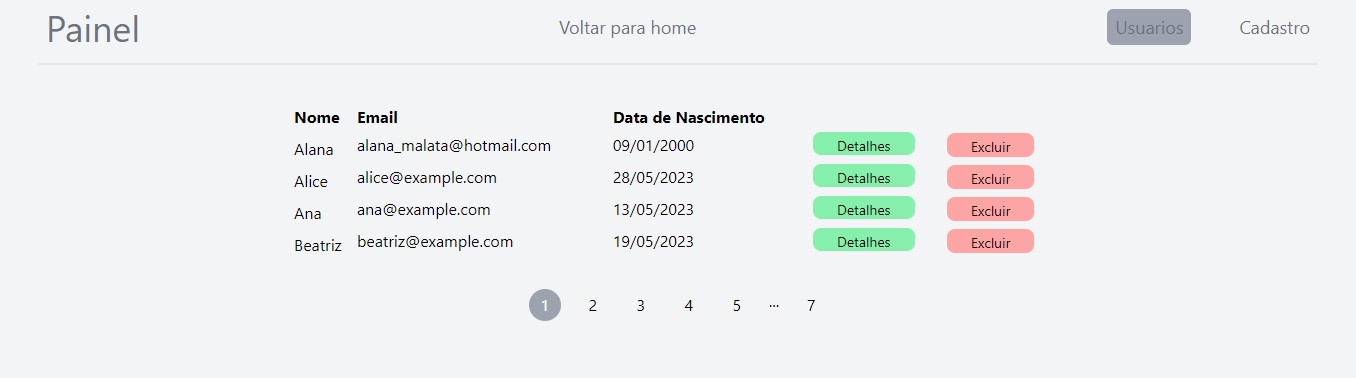 Painel Voltar para home Usuarios Cadastro
Nome Email Data de Nascimento
Alana alana_malata@hotmail.com 09/01/2000 Detalhes Excluir
Alice alice@example.com 28/05/2023 Detalhes Excluir
Ana ana@example.com 13/05/2023 Detalhes Excluir
Beatriz beatriz@example.com 19/05/2023 Detalhes Excluir
1 2 3 4 5 ··· 7